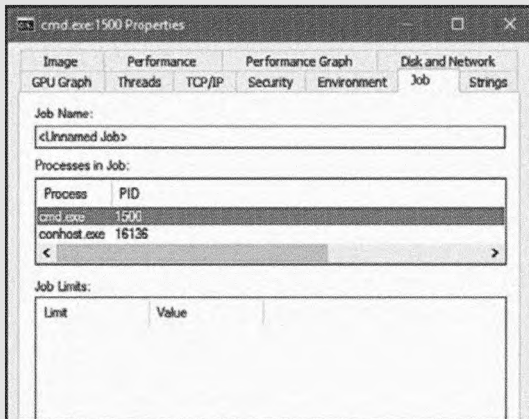 cmd.exe:1500 Properties
Image Performance Performance Graph Disk and Network
GPU Graph Threads TCP/IP Security Environment Job Strings
Job Name:
<Unnamed Job>
Processes in Job:
Process PID
cmd.exe 1500
conhost.exe 16136
Job Limits:
Limit Value